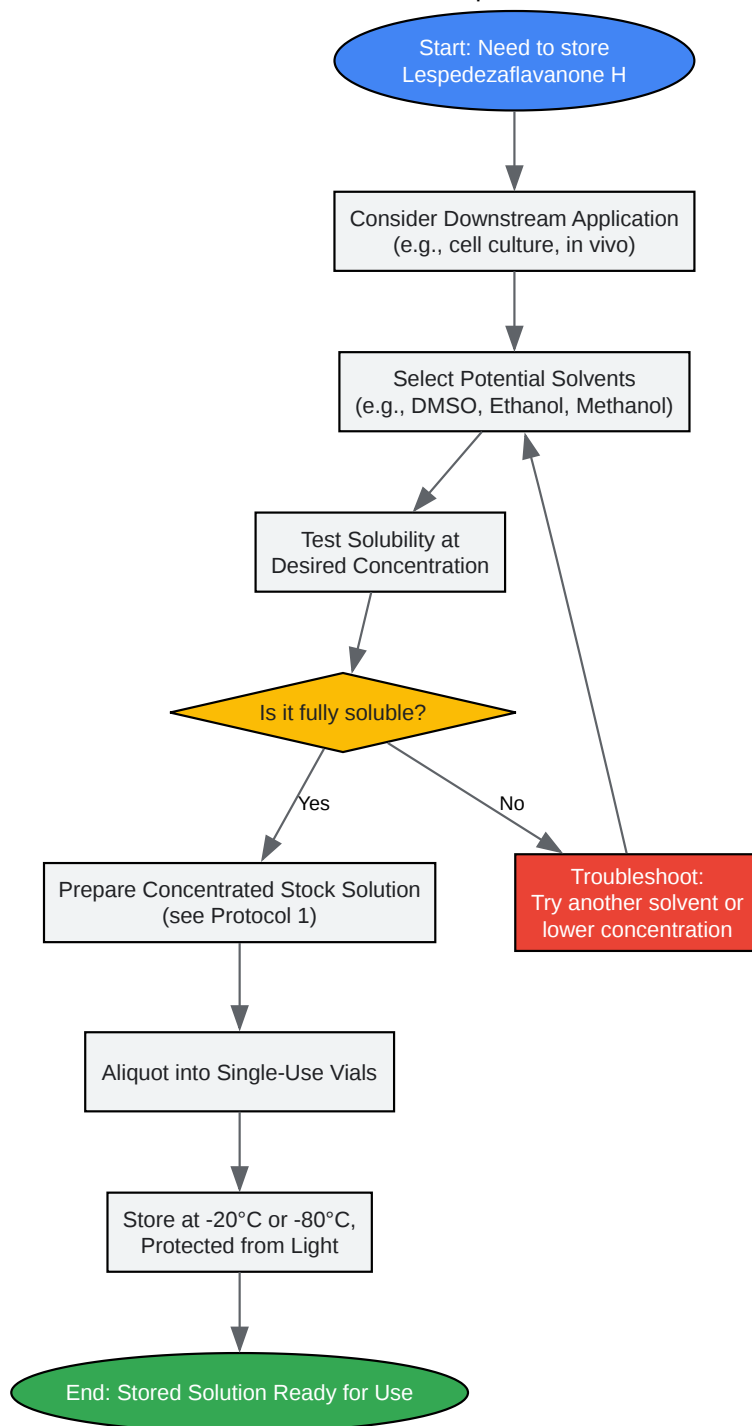 Start: Need to store
Lespedezaflavanone H
Consider Downstream Application
(e.g., cell culture, in vivo)
Select Potential Solvents
(e.g., DMSO, Ethanol, Methanol)
Test Solubility at
Desired Concentration
Is it fully soluble?
Yes
No
Prepare Concentrated Stock Solution
(see Protocol 1)
Troubleshoot:
Try another solvent or
lower concentration
Aliquot into Single-Use Vials
Store at -20°C or -80°C,
Protected from Light
End: Stored Solution Ready for Use